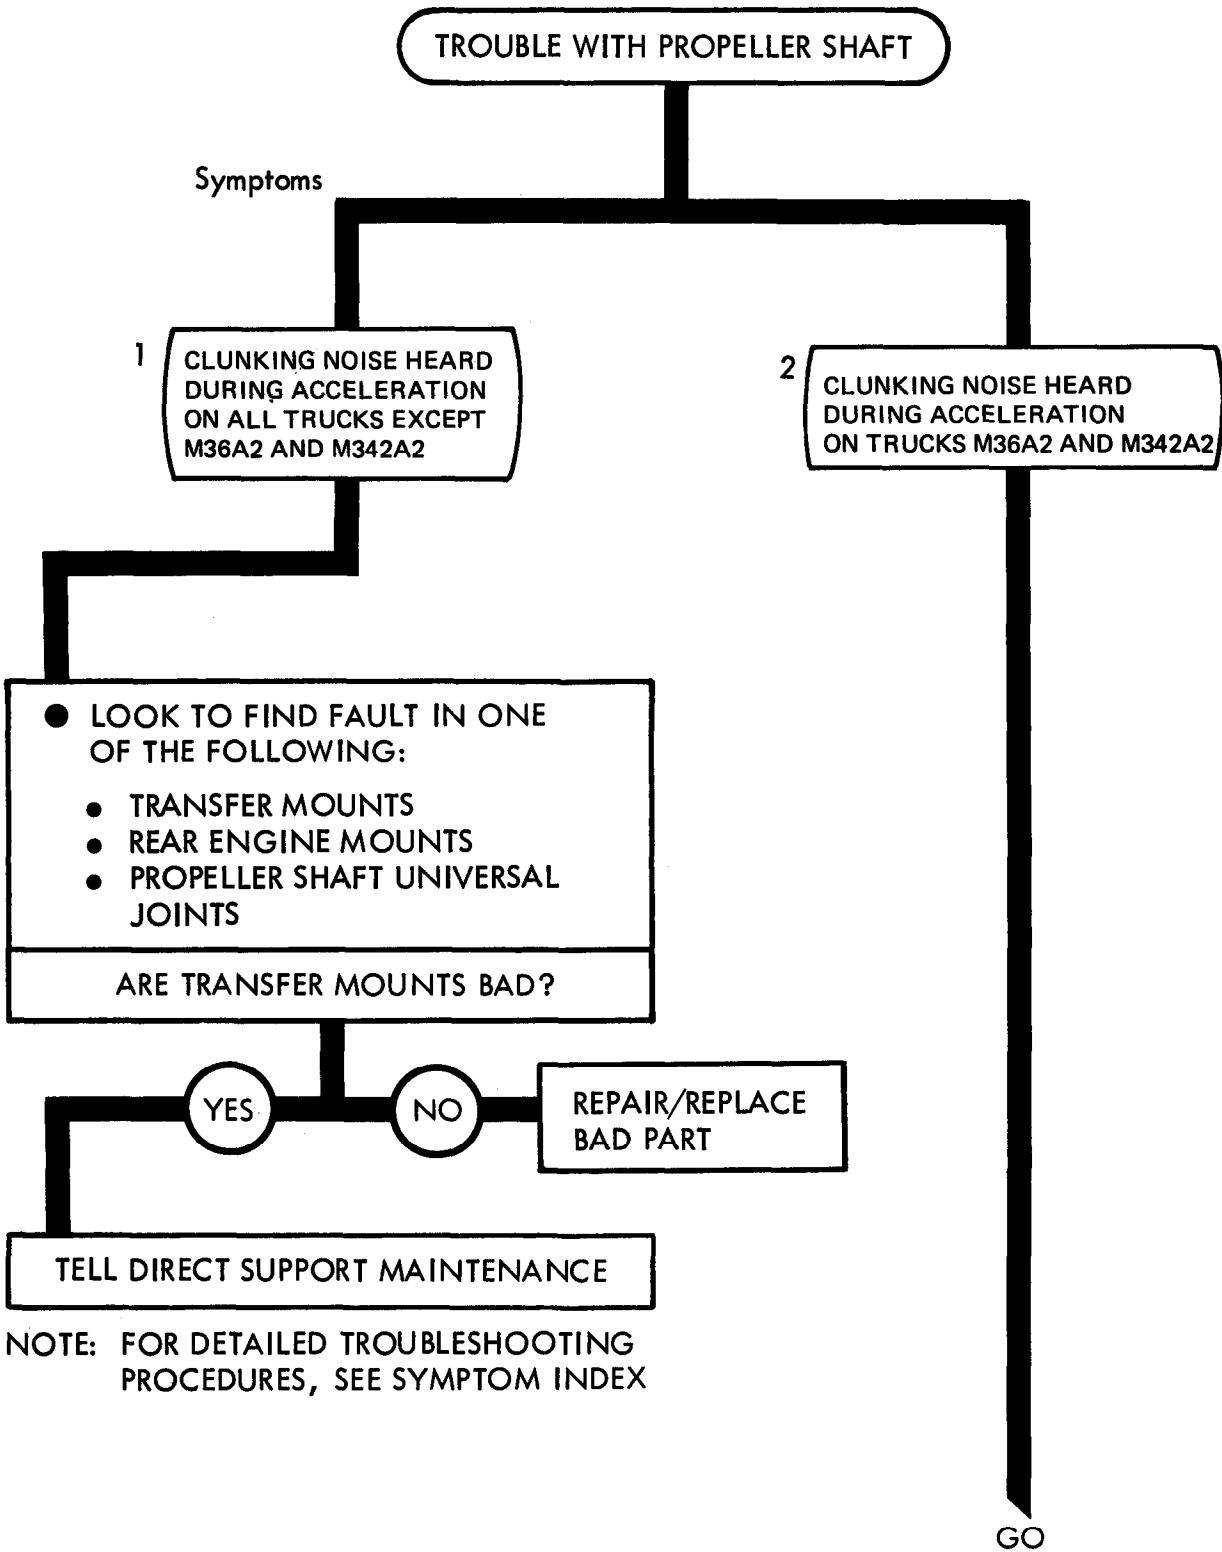 TROUBLE WITH PROPELLER SHAFT
Symptoms
1
CLUNKING NOISE HEARD
DURING ACCELERATION
ON ALL TRUCKS EXCEPT
M36A2 AND M342A2
2
CLUNKING NOISE HEARD
DURING ACCELERATION
ON TRUCKS M36A2 AND M342A2
● LOOK TO FIND FAULT IN ONE
OF THE FOLLOWING:
● TRANSFER MOUNTS
● REAR ENGINE MOUNTS
● PROPELLER SHAFT UNIVERSAL
JOINTS
ARE TRANSFER MOUNTS BAD?
YES
NO
REPAIR/REPLACE
BAD PART
TELL DIRECT SUPPORT MAINTENANCE
NOTE: FOR DETAILED TROUBLESHOOTING
PROCEDURES, SEE SYMPTOM INDEX
GO